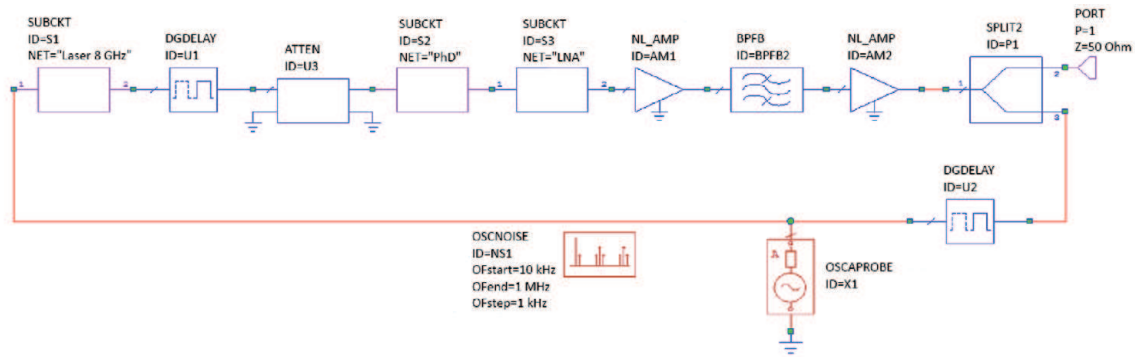 SUBCKT
ID=S1
NET="Laser 8 GHz"
DGDELAY
ID=U1
ATTEN
ID=U3
SUBCKT
ID=S2
NET="PhD"
SUBCKT
ID=S3
NET="LNA"
NL_AMP
ID=AM1
BPFB
ID=BPFB2
NL_AMP
ID=AM2
SPLIT2
ID=P1
PORT
P=1
Z=50 Ohm
1
2
1
2
1
2
1
2
3
DGDELAY
ID=U2
OSCNOISE
ID=NS1
OFstart=10 kHz
OFend=1 MHz
OFstep=1 kHz
OSCAPROBE
ID=X1